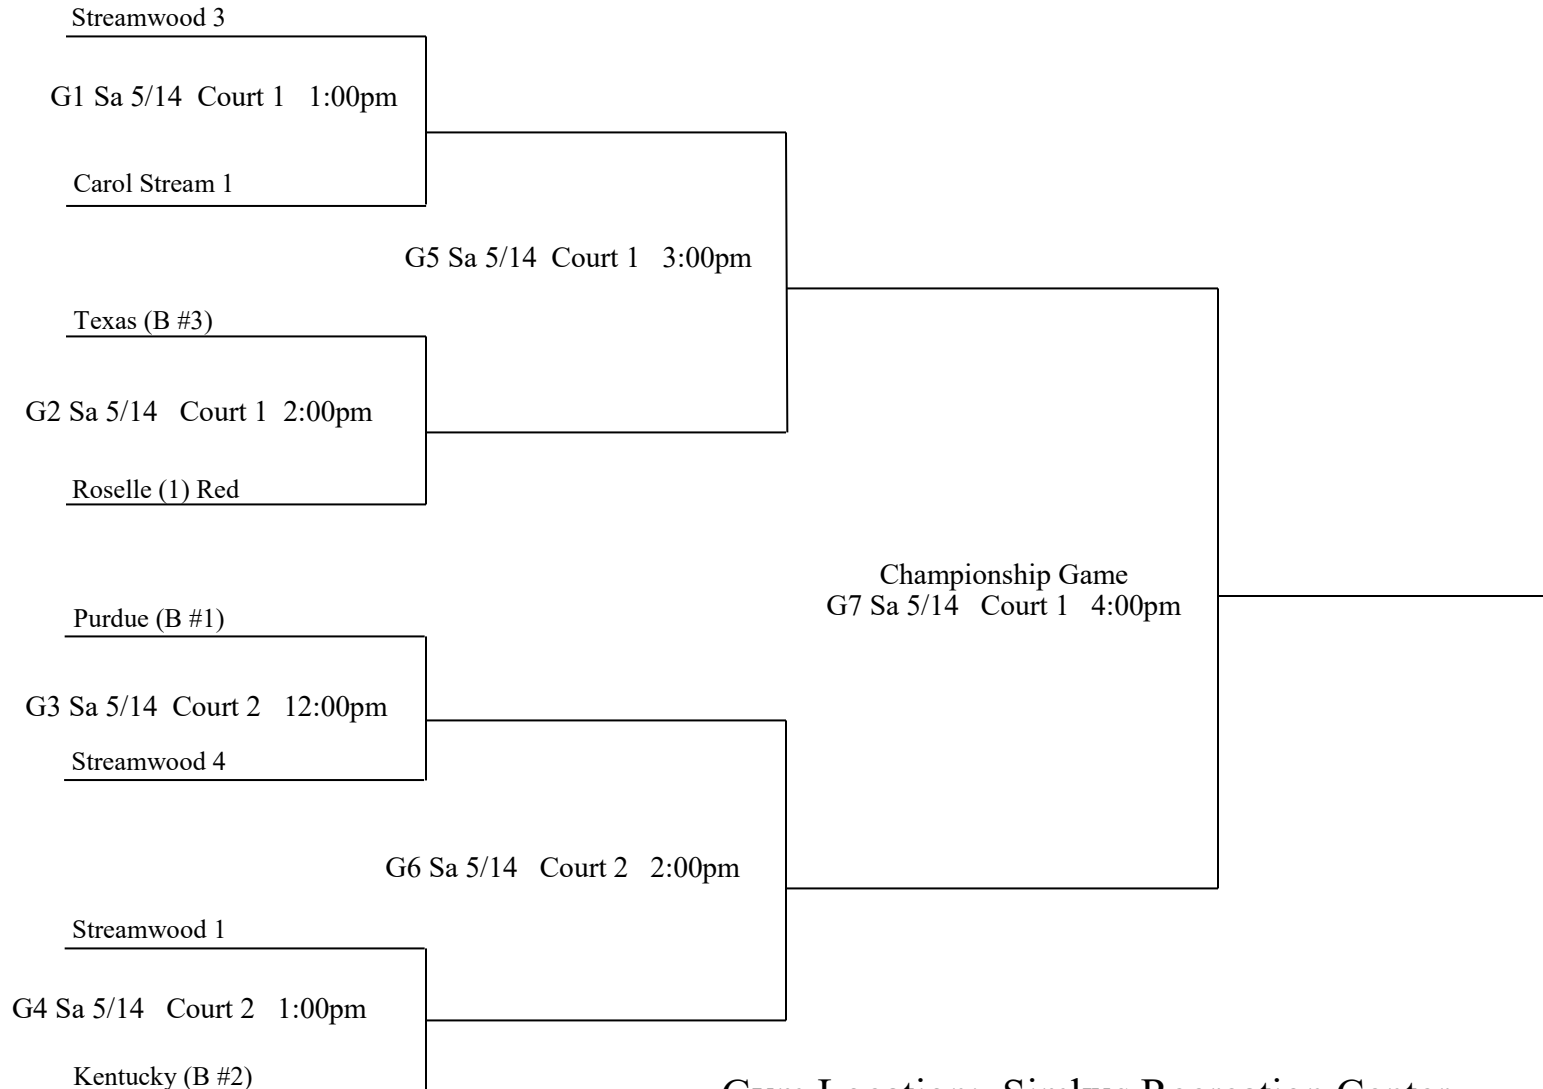 Streamwood 3
G1 Sa 5/14 Court 1 1:00pm
Carol Stream 1
G5 Sa 5/14 Court 1 3:00pm
Texas (B #3)
G2 Sa 5/14 Court 1 2:00pm
Roselle (1) Red
Championship Game
G7 Sa 5/14 Court 1 4:00pm
Purdue (B #1)
G3 Sa 5/14 Court 2 12:00pm
Streamwood 4
G6 Sa 5/14 Court 2 2:00pm
Streamwood 1
G4 Sa 5/14 Court 2 1:00pm
Kentucky (B #2)
Gym Location: Recreation Center